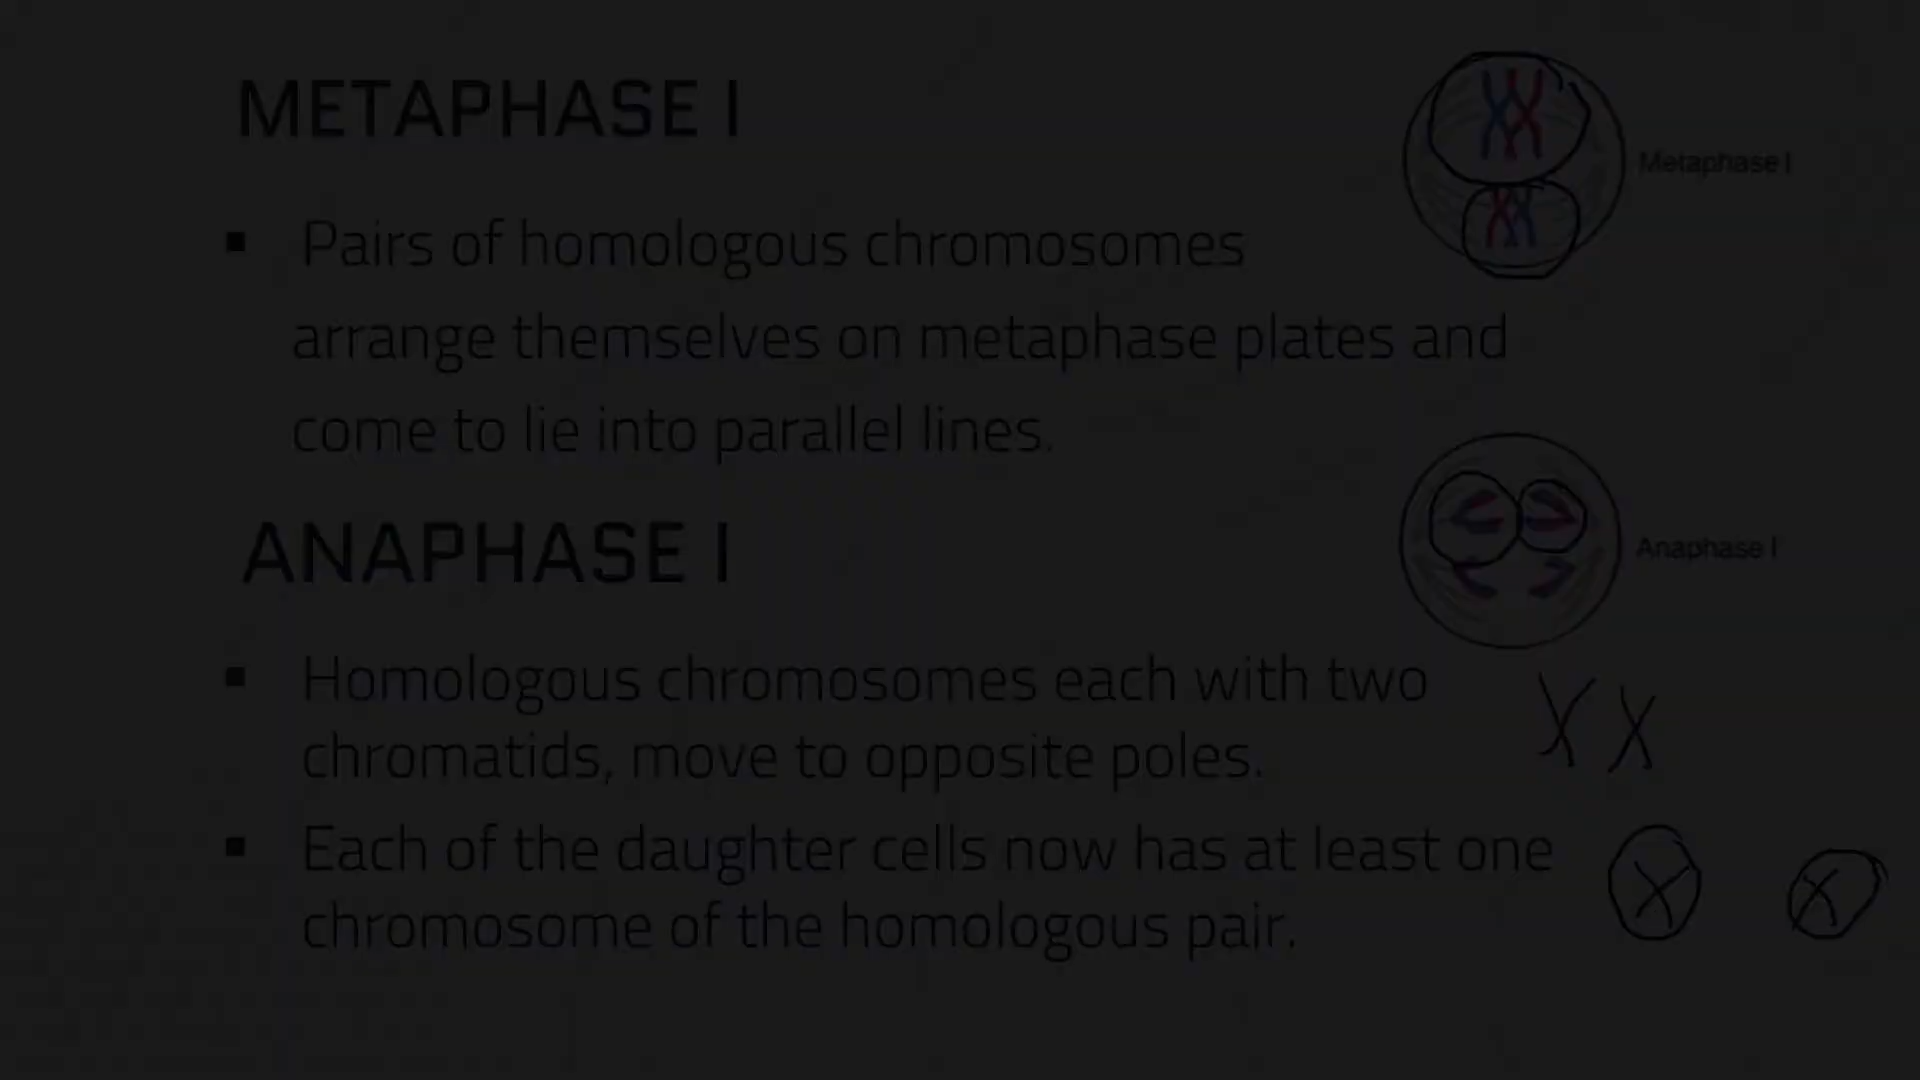 METAPHASE I
Metaphase I
▪ Pairs of homologous chromosomes
arrange themselves on metaphase plates and
come to lie into parallel lines.
ANAPHASE I
Anaphase I
▪ Homologous chromosomes each with two
chromatids, move to opposite poles.
▪ Each of the daughter cells now has at least one
chromosome of the homologous pair.